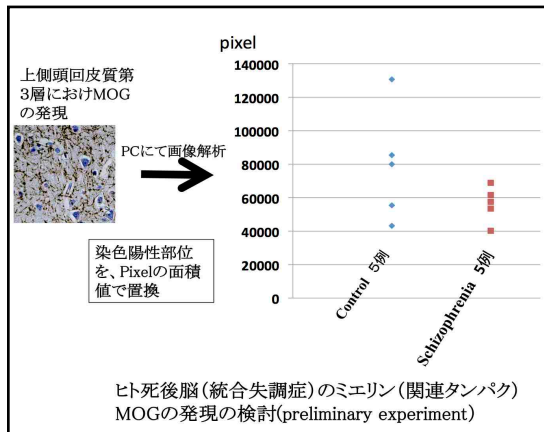 上側頭回皮質第
3層におけMOG
の発現
PCにて画像解析
染色陽性部位
を、Pixelの面積
値で置換
pixel
140000
120000
100000
80000
60000
40000
20000
0
Control 5例
Schizophrenia 5例
ヒト死後脳(統合失調症)のミエリン(関連タンパク)
MOGの発現の検討(preliminary experiment)